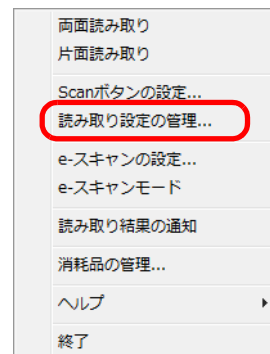 両面読み取り
片面読み取り
Scanボタンの設定...
読み取り設定の管理...
e-スキャンの設定...
e-スキャンモード
読み取り結果の通知
消耗品の管理...
ヘルプ
終了